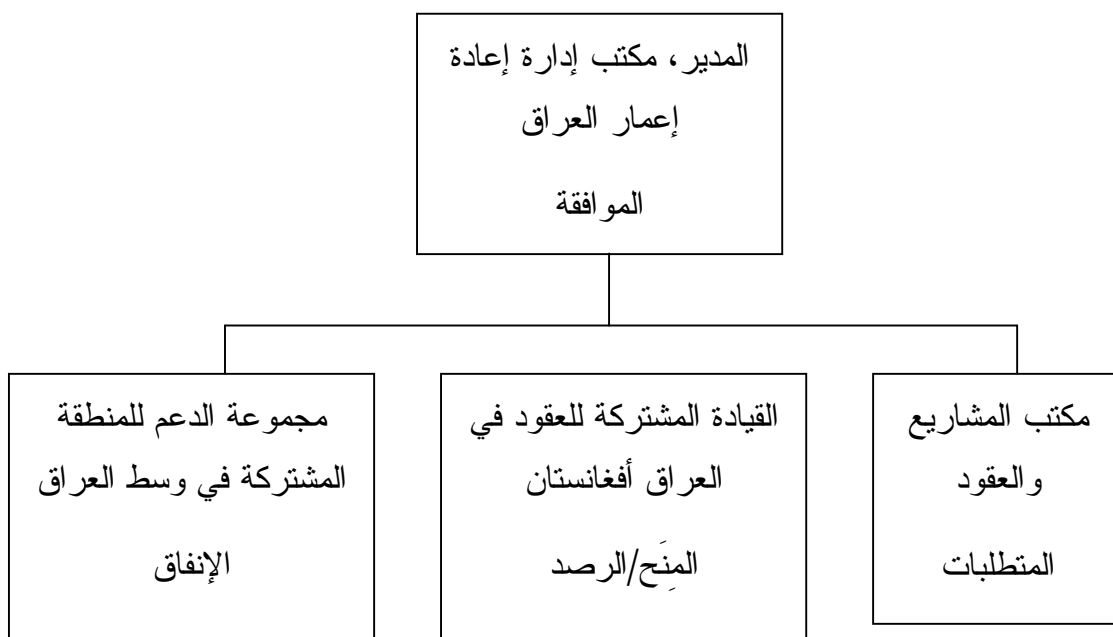 المدير، مكتب إدارة إعادة
إعمار العراق
الموافقة
مكتب المشاريع
والعقود
المتطلبات
القيادة المشتركة للعقود في
العراق أفغانستان
المِنَح/الرصد
مجموعة الدعم للمنطقة
المشتركة في وسط العراق
الإنفاق